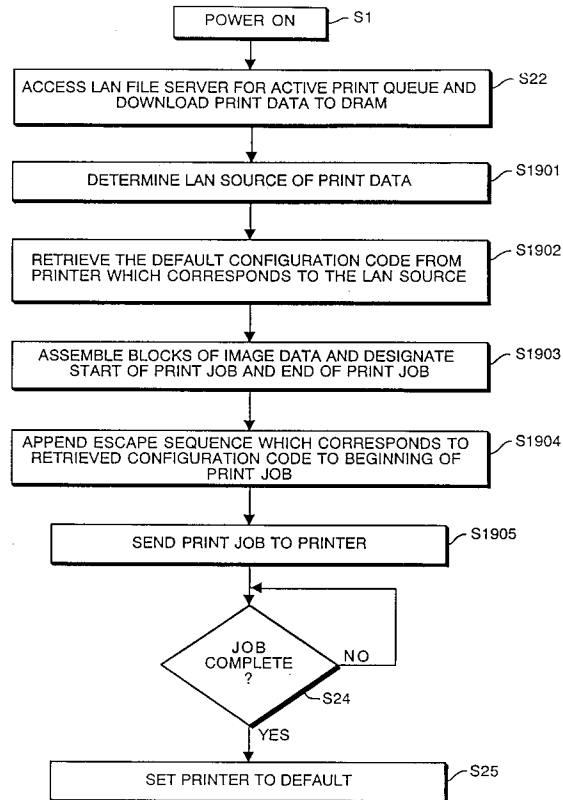 POWER ON
S1
ACCESS LAN FILE SERVER FOR ACTIVE PRINT QUEUE AND
DOWNLOAD PRINT DATA TO DRAM
S22
DETERMINE LAN SOURCE OF PRINT DATA
S1901
RETRIEVE THE DEFAULT CONFIGURATION CODE FROM
PRINTER WHICH CORRESPONDS TO THE LAN SOURCE
S1902
ASSEMBLE BLOCKS OF IMAGE DATA AND DESIGNATE
START OF PRINT JOB AND END OF PRINT JOB
S1903
APPEND ESCAPE SEQUENCE WHICH CORRESPONDS TO
RETRIEVED CONFIGURATION CODE TO BEGINNING OF
PRINT JOB
S1904
SEND PRINT JOB TO PRINTER
S1905
JOB
COMPLETE
?
NO
S24
YES
SET PRINTER TO DEFAULT
S25